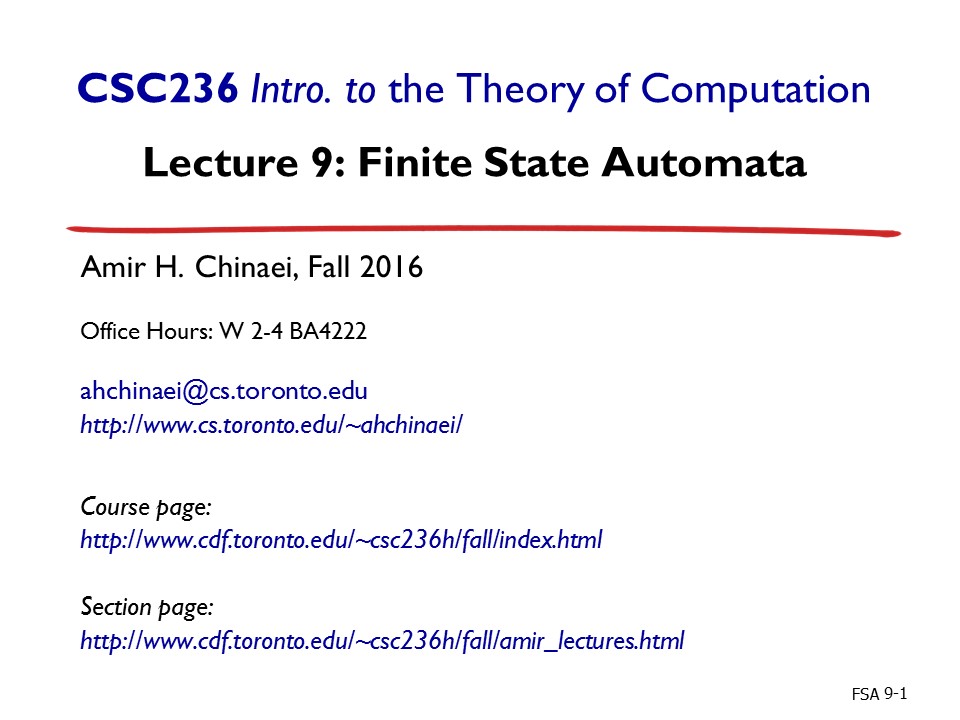 CSC236 Intro. to the Theory of Computation
Lecture 9: Finite State Automata
Amir H. Chinaei, Fall 2016
Office Hours: W 2-4 BA4222
ahchinaei@cs.toronto.edu
http://www.cs.toronto.edu/~ahchinaei/
Course page:
http://www.cdf.toronto.edu/~csc236h/fall/index.html
Section page:
http://www.cdf.toronto.edu/~csc236h/fall/amir_lectures.html
FSA 9-1